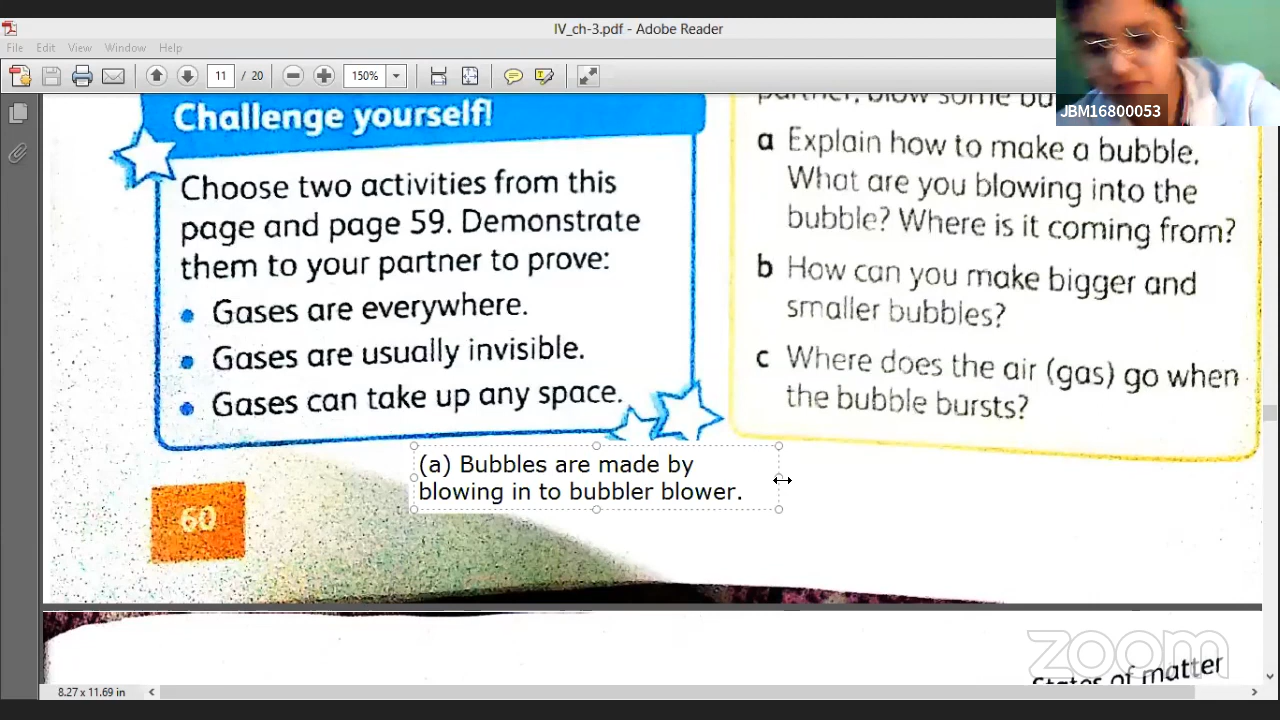 IV_ch-3.pdf - Adobe Reader
File Edit View Window Help
11 / 20
150%
JBM16800053
Challenge yourself!
Choose two activities from this
page and page 59. Demonstrate
them to your partner to prove:
• Gases are everywhere.
• Gases are usually invisible.
• Gases can take up any space.
partner, blow some
a Explain how to make a bubble.
What are you blowing into the
bubble? Where is it coming from?
b How can you make bigger and
smaller bubbles?
c Where does the air (gas) go when
the bubble bursts?
(a) Bubbles are made by
blowing in to bubbler blower.
60
zoom
States of matter
8.27 x 11.69 in